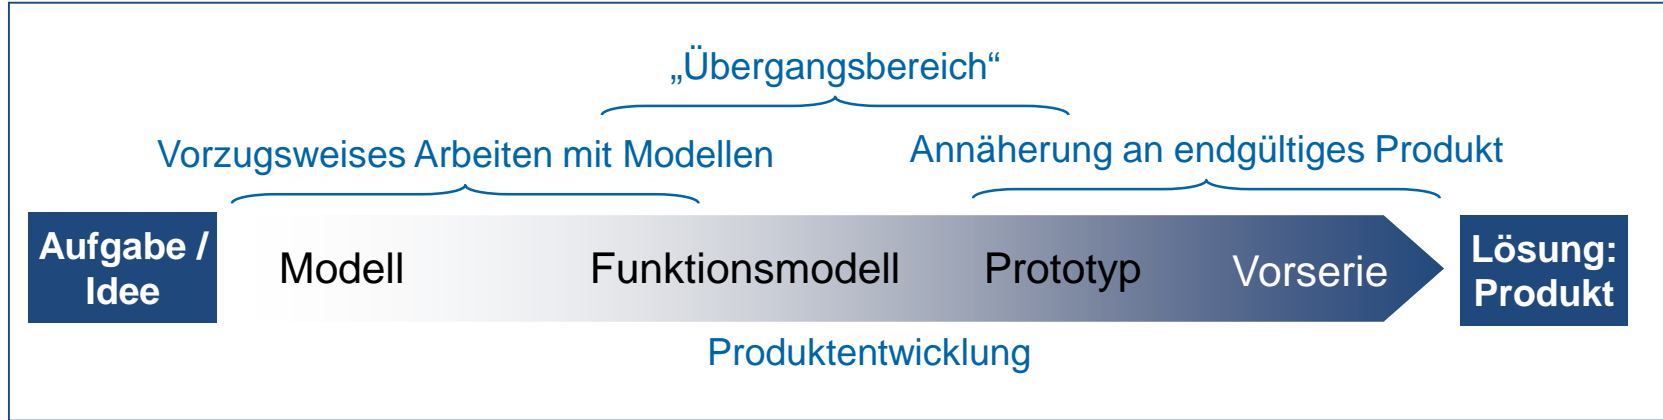 „Übergangsbereich“
Vorzugsweises Arbeiten mit Modellen
Annäherung an endgültiges Produkt
Aufgabe /
Idee
Modell
Funktionsmodell
Prototyp
Vorserie
Lösung:
Produkt
Produktentwicklung